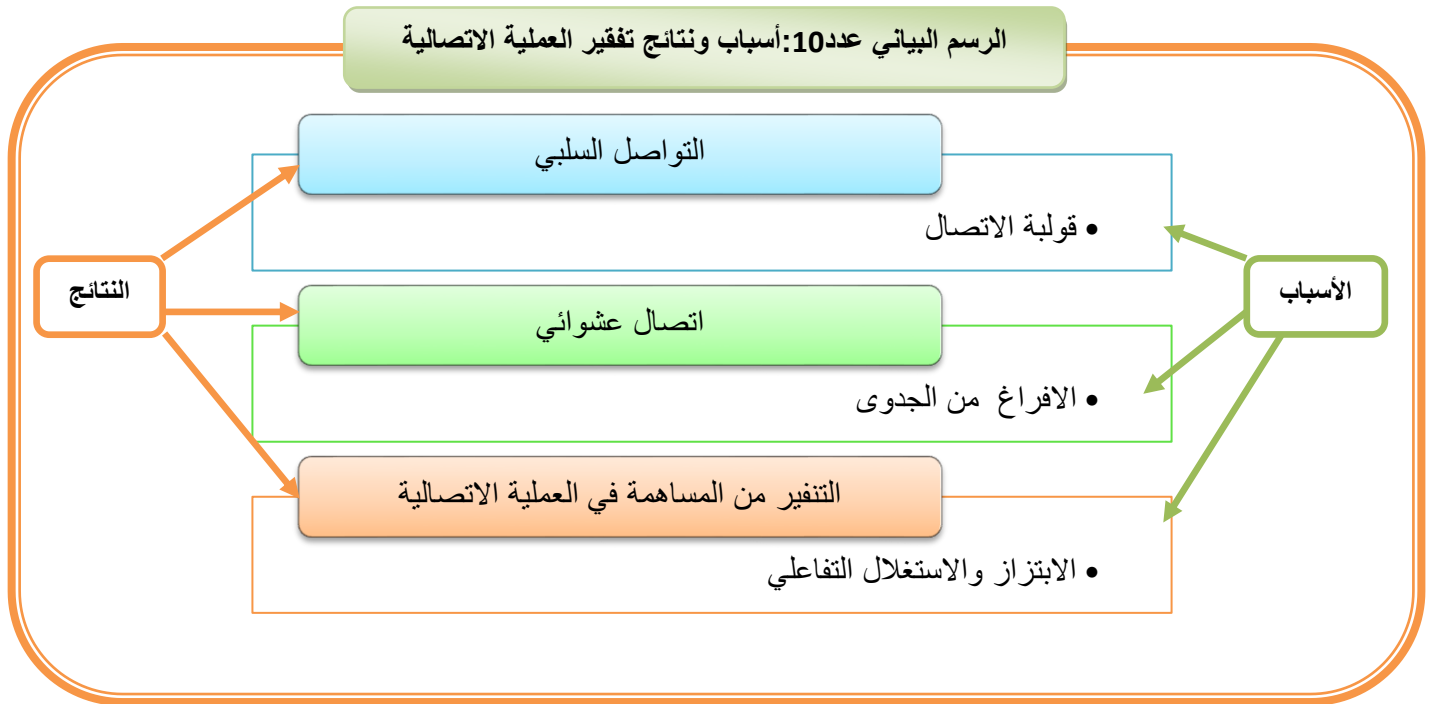 الرسم البياني عدد10:أسباب ونتائج تفقير العملية الاتصالية
التواصل السلبي
• قولبة الاتصال
الأسباب
النتائج
اتصال عشوائي
• الافراغ من الجدوى
التنفير من المساهمة في العملية الاتصالية
• الابتزاز والاستغلال التفاعلي